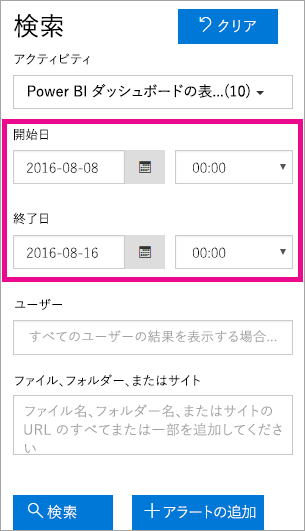 検索
クリア
アクティビティ
Power BI ダッシュボードの表...(10)
開始日
2016-08-08
00:00
終了日
2016-08-16
00:00
ユーザー
すべてのユーザーの結果を表示する場合...
ファイル、フォルダー、またはサイト
ファイル名、フォルダー名、またはサイトの
URL のすべてまたは一部を追加してくださ
い
検索
アラートの追加